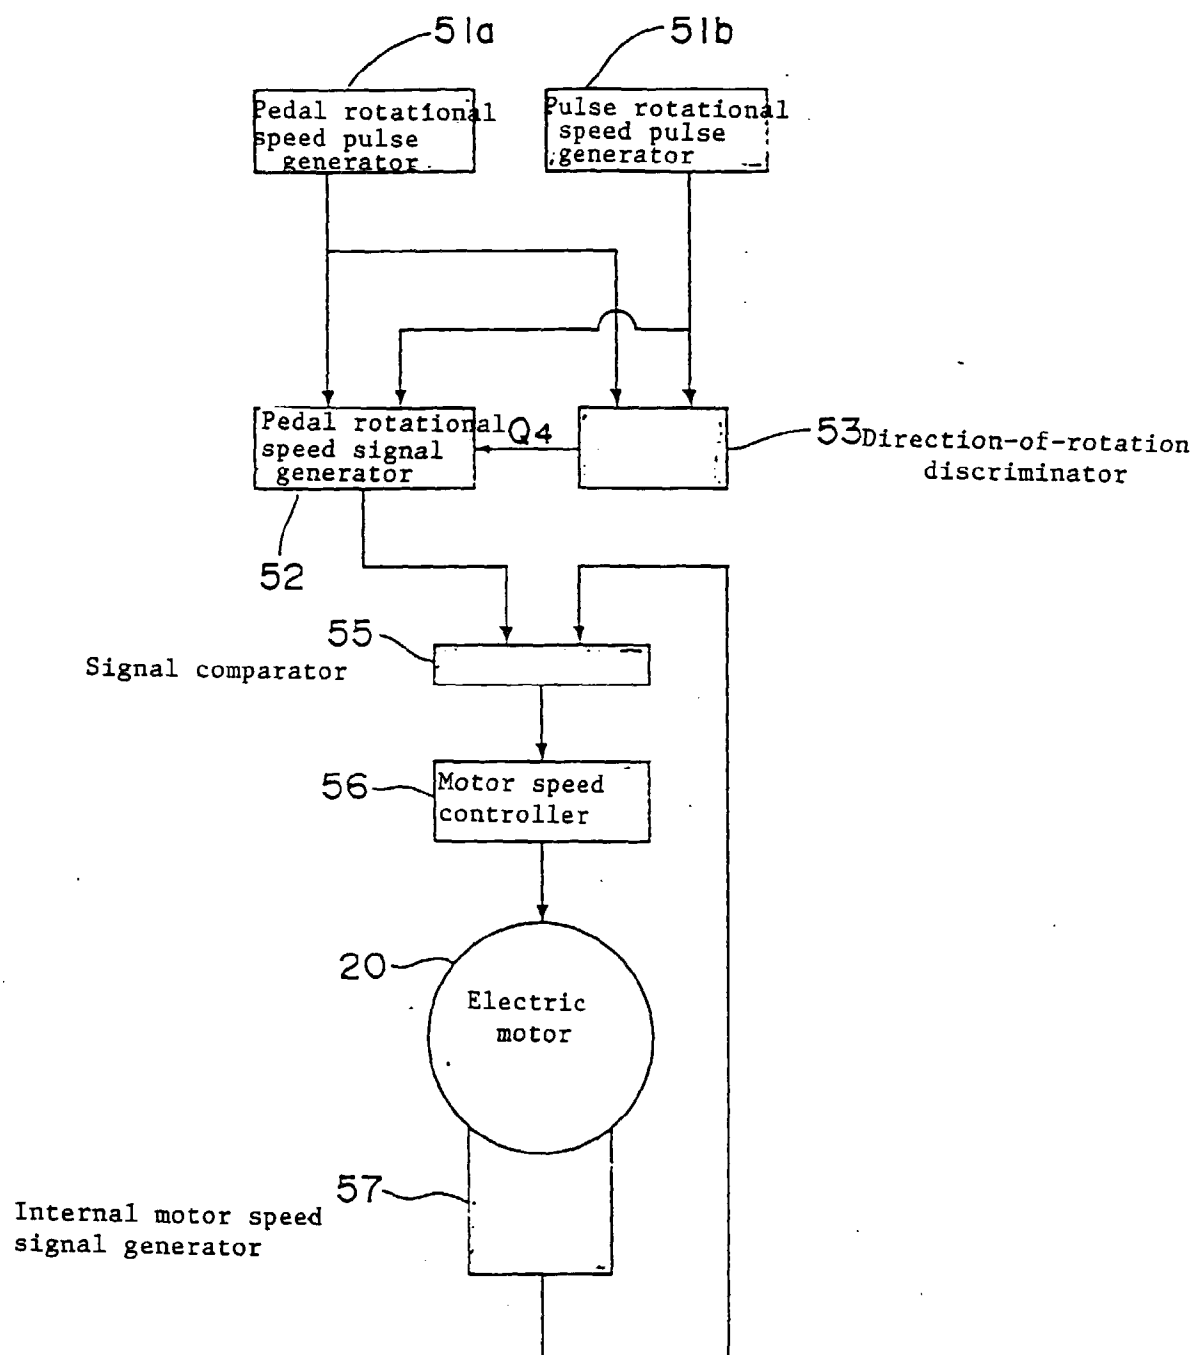 51a
51b
Pedal rotational
speed pulse
generator
Pulse rotational
speed pulse
generator
Pedal rotational
speed signal
generator
Q4
53
Direction-of-rotation
discriminator
52
55
Signal comparator
56
Motor speed
controller
20
Electric
motor
57
Internal motor speed
signal generator